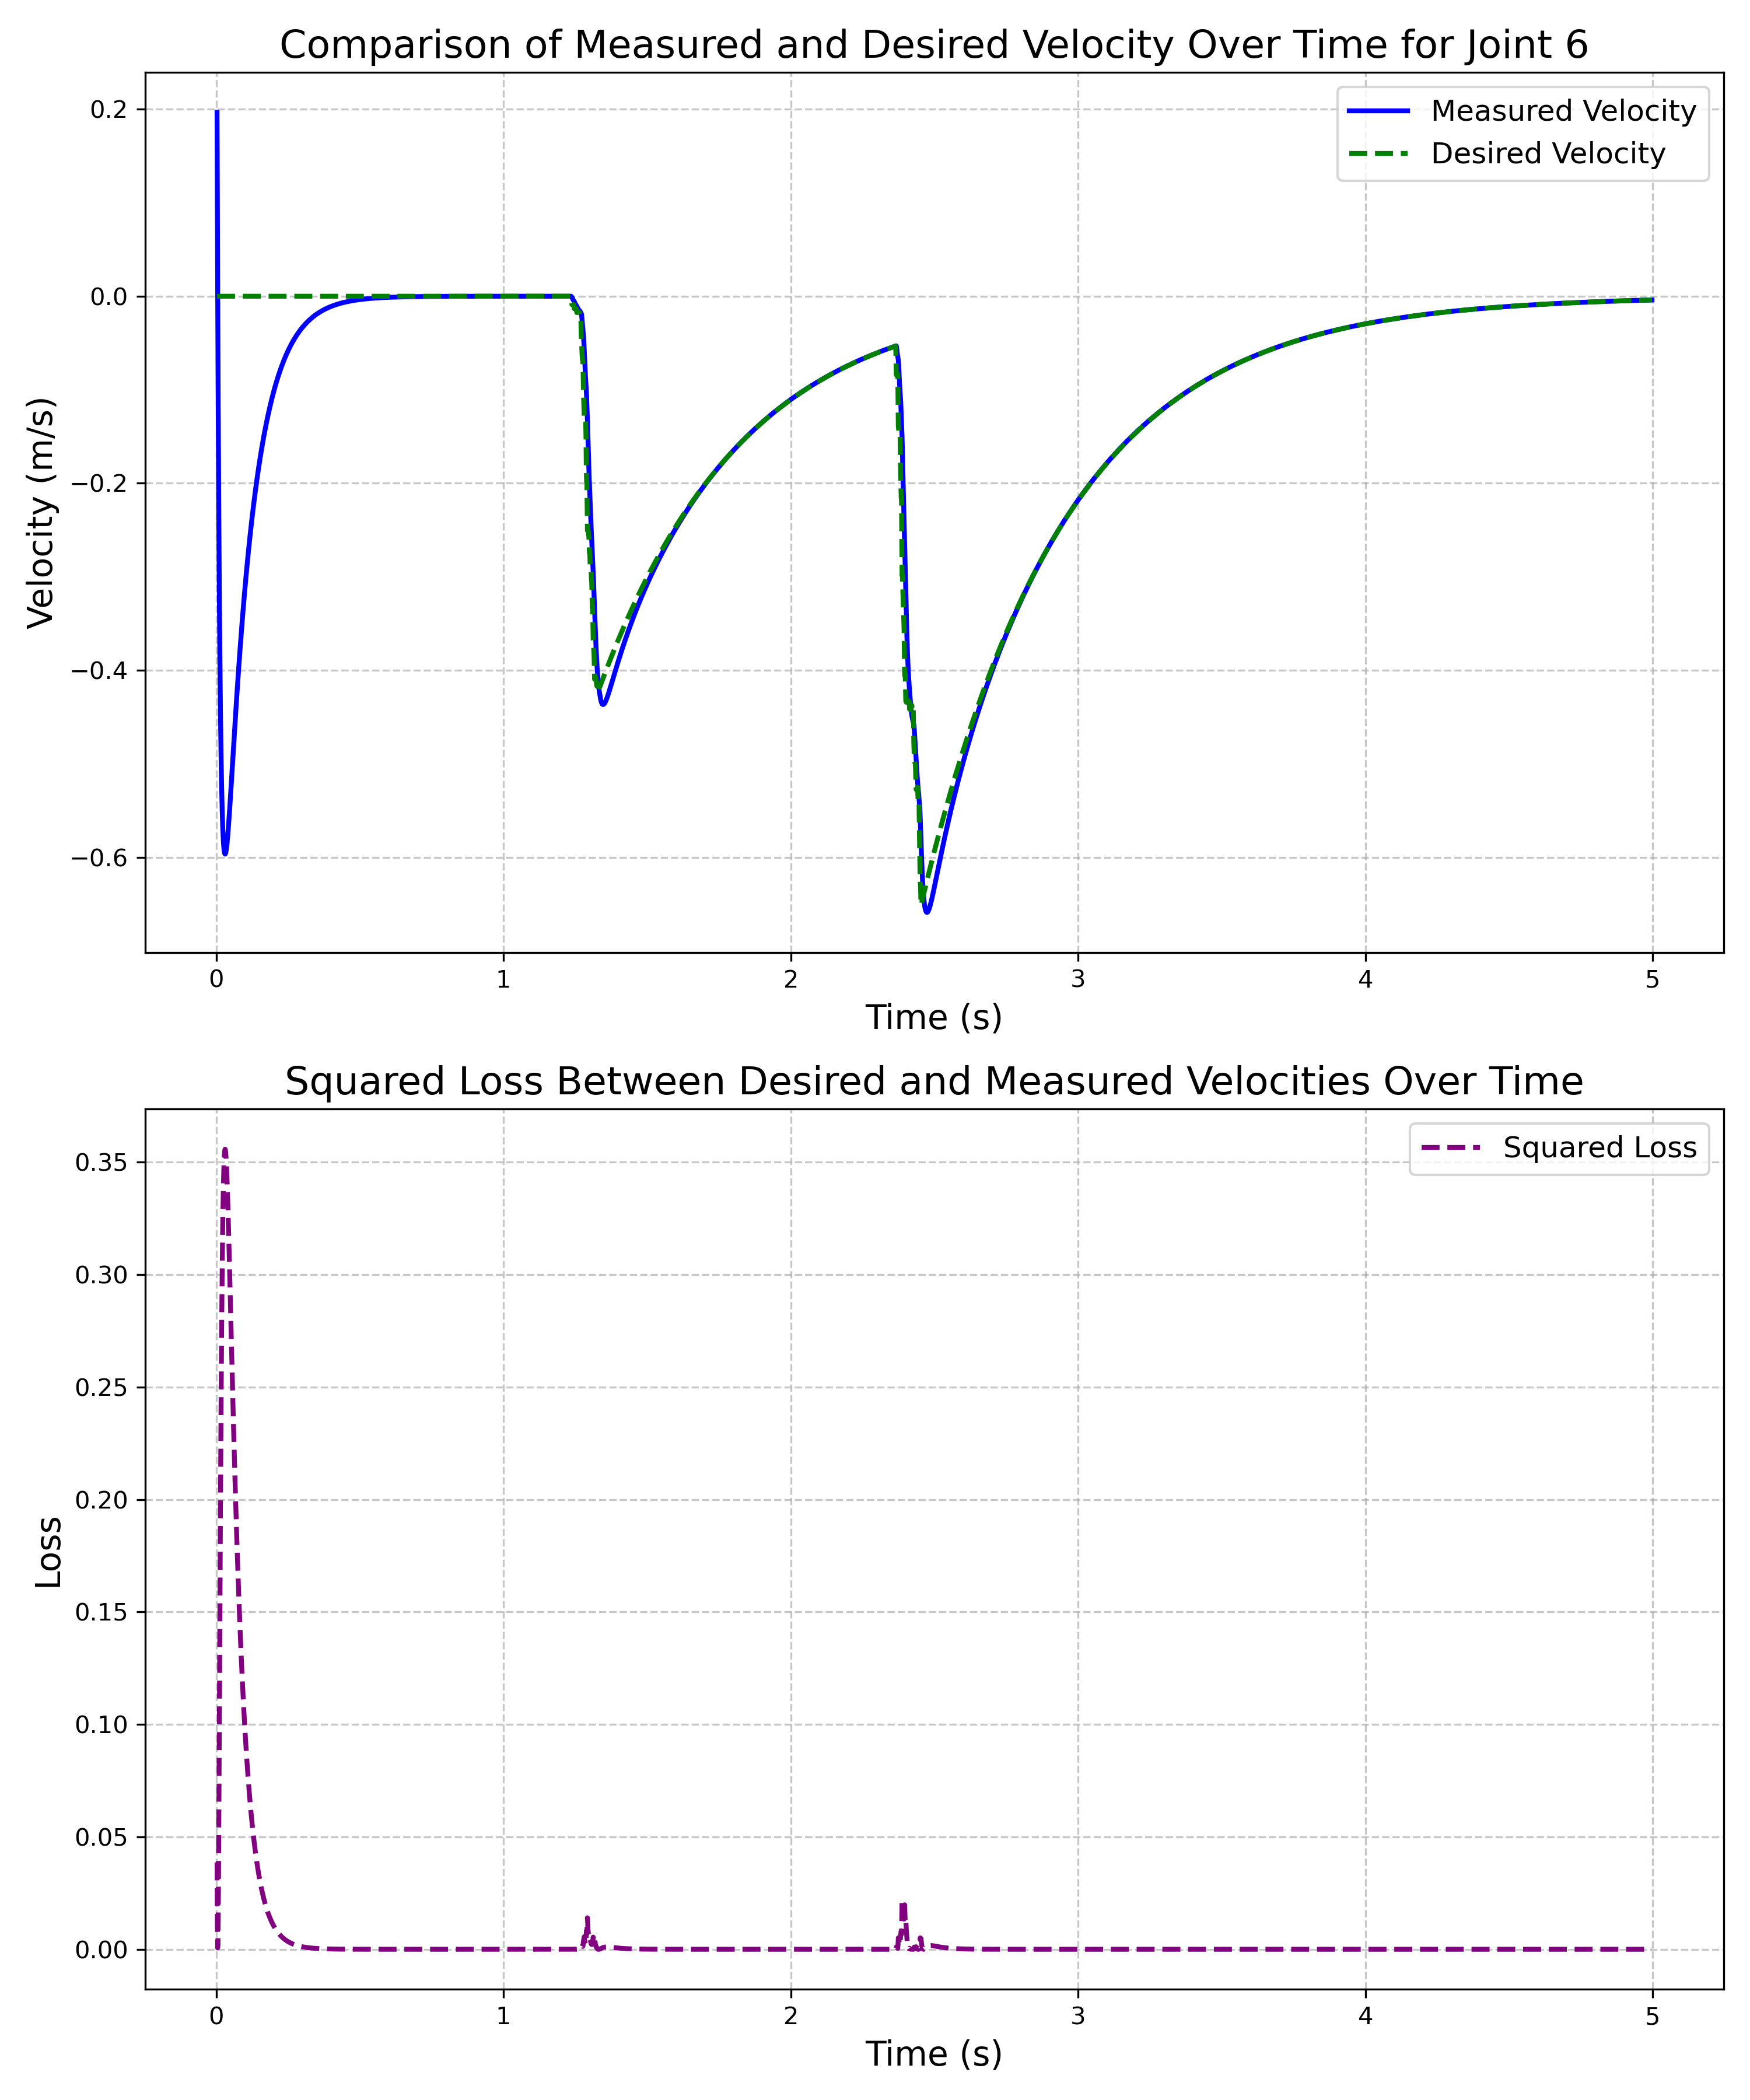 Comparison of Measured and Desired Velocity Over Time for Joint 6
Measured Velocity
Desired Velocity
Velocity (m/s)
0.2
0.0
−0.2
−0.4
−0.6
0 1 2 3 4 5
Time (s)
Squared Loss Between Desired and Measured Velocities Over Time
Squared Loss
Loss
0.35
0.30
0.25
0.20
0.15
0.10
0.05
0.00
0 1 2 3 4 5
Time (s)